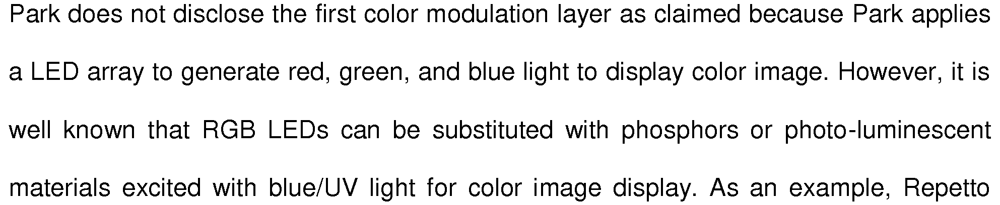 Park does not disclose the first color modulation layer as claimed because Park applies
a LED array to generate red, green, and blue light to display color image. However, it is
well known that RGB LEDs can be substituted with phosphors or photo-luminescent
materials excited with blue/UV light for color image display. As an example, Repetto